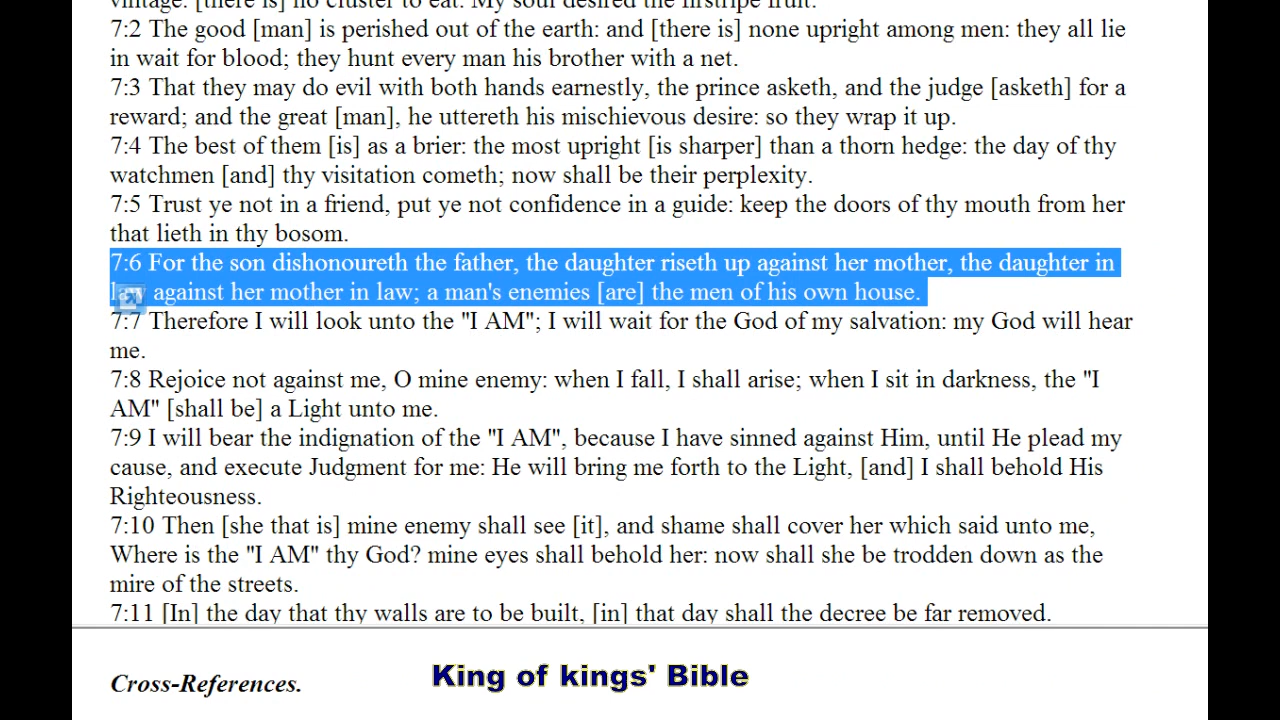 vintage: [there is] no cluster to eat. My soul desired the firstripe fruit.
7:2 The good [man] is perished out of the earth: and [there is] none upright among men: they all lie
in wait for blood; they hunt every man his brother with a net.
7:3 That they may do evil with both hands earnestly, the prince asketh, and the judge [asketh] for a
reward; and the great [man], he uttereth his mischievous desire: so they wrap it up.
7:4 The best of them [is] as a brier: the most upright [is sharper] than a thorn hedge: the day of thy
watchmen [and] thy visitation cometh; now shall be their perplexity.
7:5 Trust ye not in a friend, put ye not confidence in a guide: keep the doors of thy mouth from her
that lieth in thy bosom.
7:6 For the son dishonoureth the father, the daughter riseth up against her mother, the daughter in
law against her mother in law; a man's enemies [are] the men of his own house.
7:7 Therefore I will look unto the "I AM"; I will wait for the God of my salvation: my God will hear
me.
7:8 Rejoice not against me, O mine enemy: when I fall, I shall arise; when I sit in darkness, the "I
AM" [shall be] a Light unto me.
7:9 I will bear the indignation of the "I AM", because I have sinned against Him, until He plead my
cause, and execute Judgment for me: He will bring me forth to the Light, [and] I shall behold His
Righteousness.
7:10 Then [she that is] mine enemy shall see [it], and shame shall cover her which said unto me,
Where is the "I AM" thy God? mine eyes shall behold her: now shall she be trodden down as the
mire of the streets.
7:11 [In] the day that thy walls are to be built, [in] that day shall the decree be far removed.
Cross-References.
King of kings' Bible